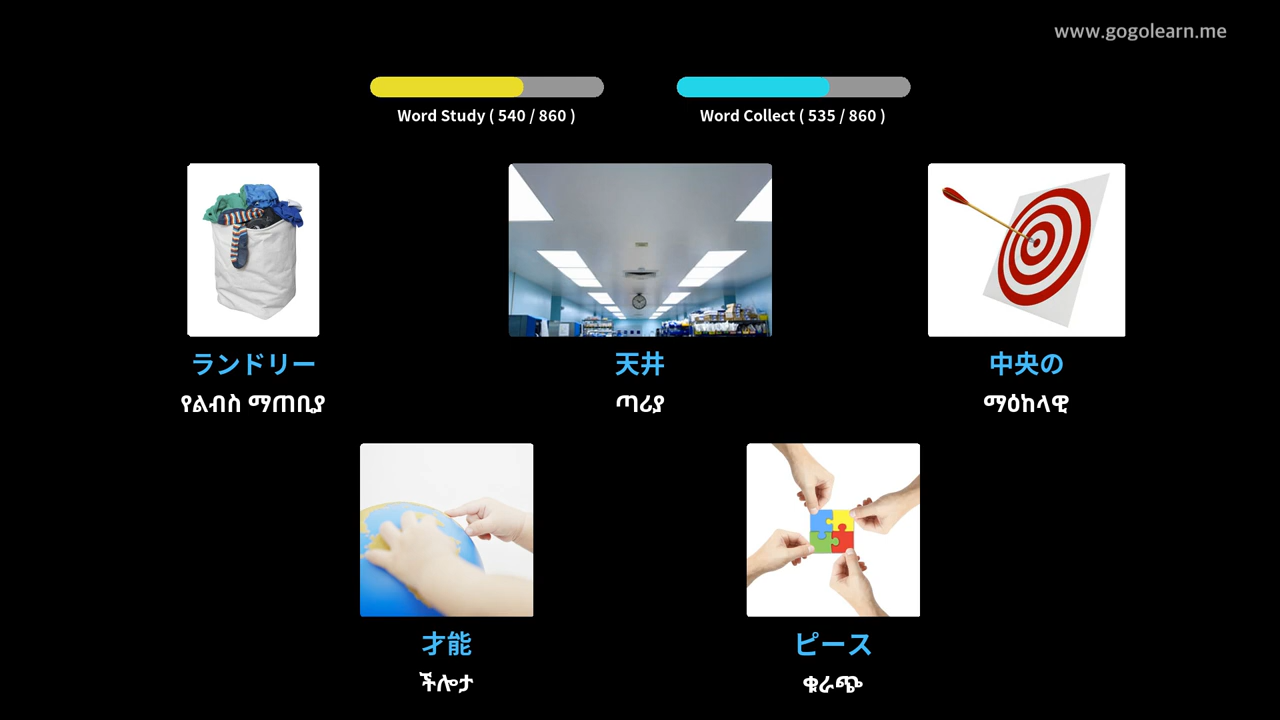 www.gogolearn.me
Word Study ( 540 / 860 )
Word Collect ( 535 / 860 )
ランドリー
የልብስ ማጠቢያ
天井
ጣሪያ
中央の
ማዕከላዊ
才能
ችሎታ
ピース
ቁራጭ